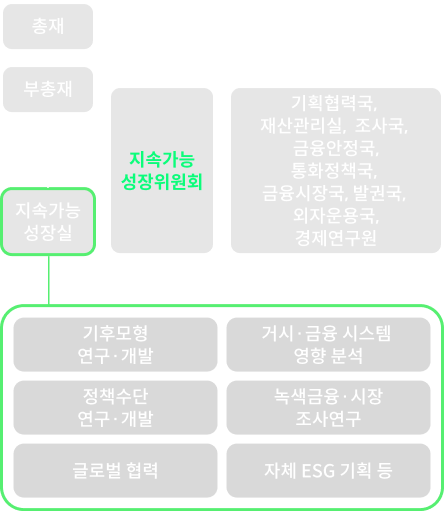 총재
부총재
지속가능
성장위원회
기획협력국,
재산관리실, 조사국,
금융안정국,
통화정책국,
금융시장국, 발권국,
외자운용국,
경제연구원
지속가능
성장실
기후모형
연구·개발
거시·금융 시스템
영향 분석
정책수단
연구·개발
녹색금융·시장
조사연구
글로벌 협력
자체 ESG 기획 등